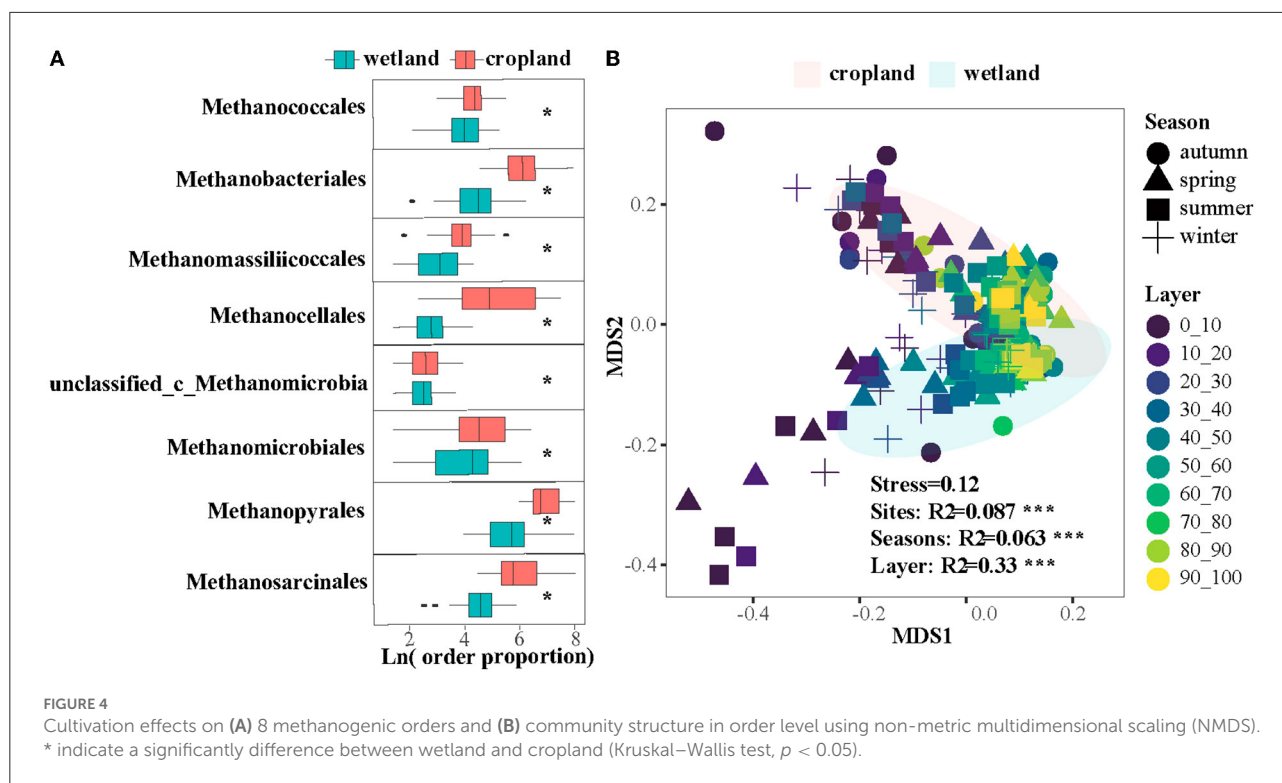 A
wetland cropland
Methanococcales
*
Methanobacteriales
*
Methanomassiliicoccales
*
Methanocellales
*
unclassified_c_Methanomicrobia
*
Methanomicrobiales
*
Methanopyrales
*
Methanosarcinales
*
2 4 6 8
Ln( order proportion)
B
cropland wetland
MDS2
0.2
0.0
-0.2
-0.4
Stress=0.12
Sites: R2=0.087 ***
Seasons: R2=0.063 ***
Layer: R2=0.33 ***
-0.4 -0.2 0.0 0.2
MDS1
Season
autumn
spring
summer
winter
Layer
0_10
10_20
20_30
30_40
40_50
50_60
60_70
70_80
80_90
90_100
FIGURE 4
Cultivation effects on (A) 8 methanogenic orders and (B) community structure in order level using non-metric multidimensional scaling (NMDS).
* indicate a significantly difference between wetland and cropland (Kruskal–Wallis test, p < 0.05).